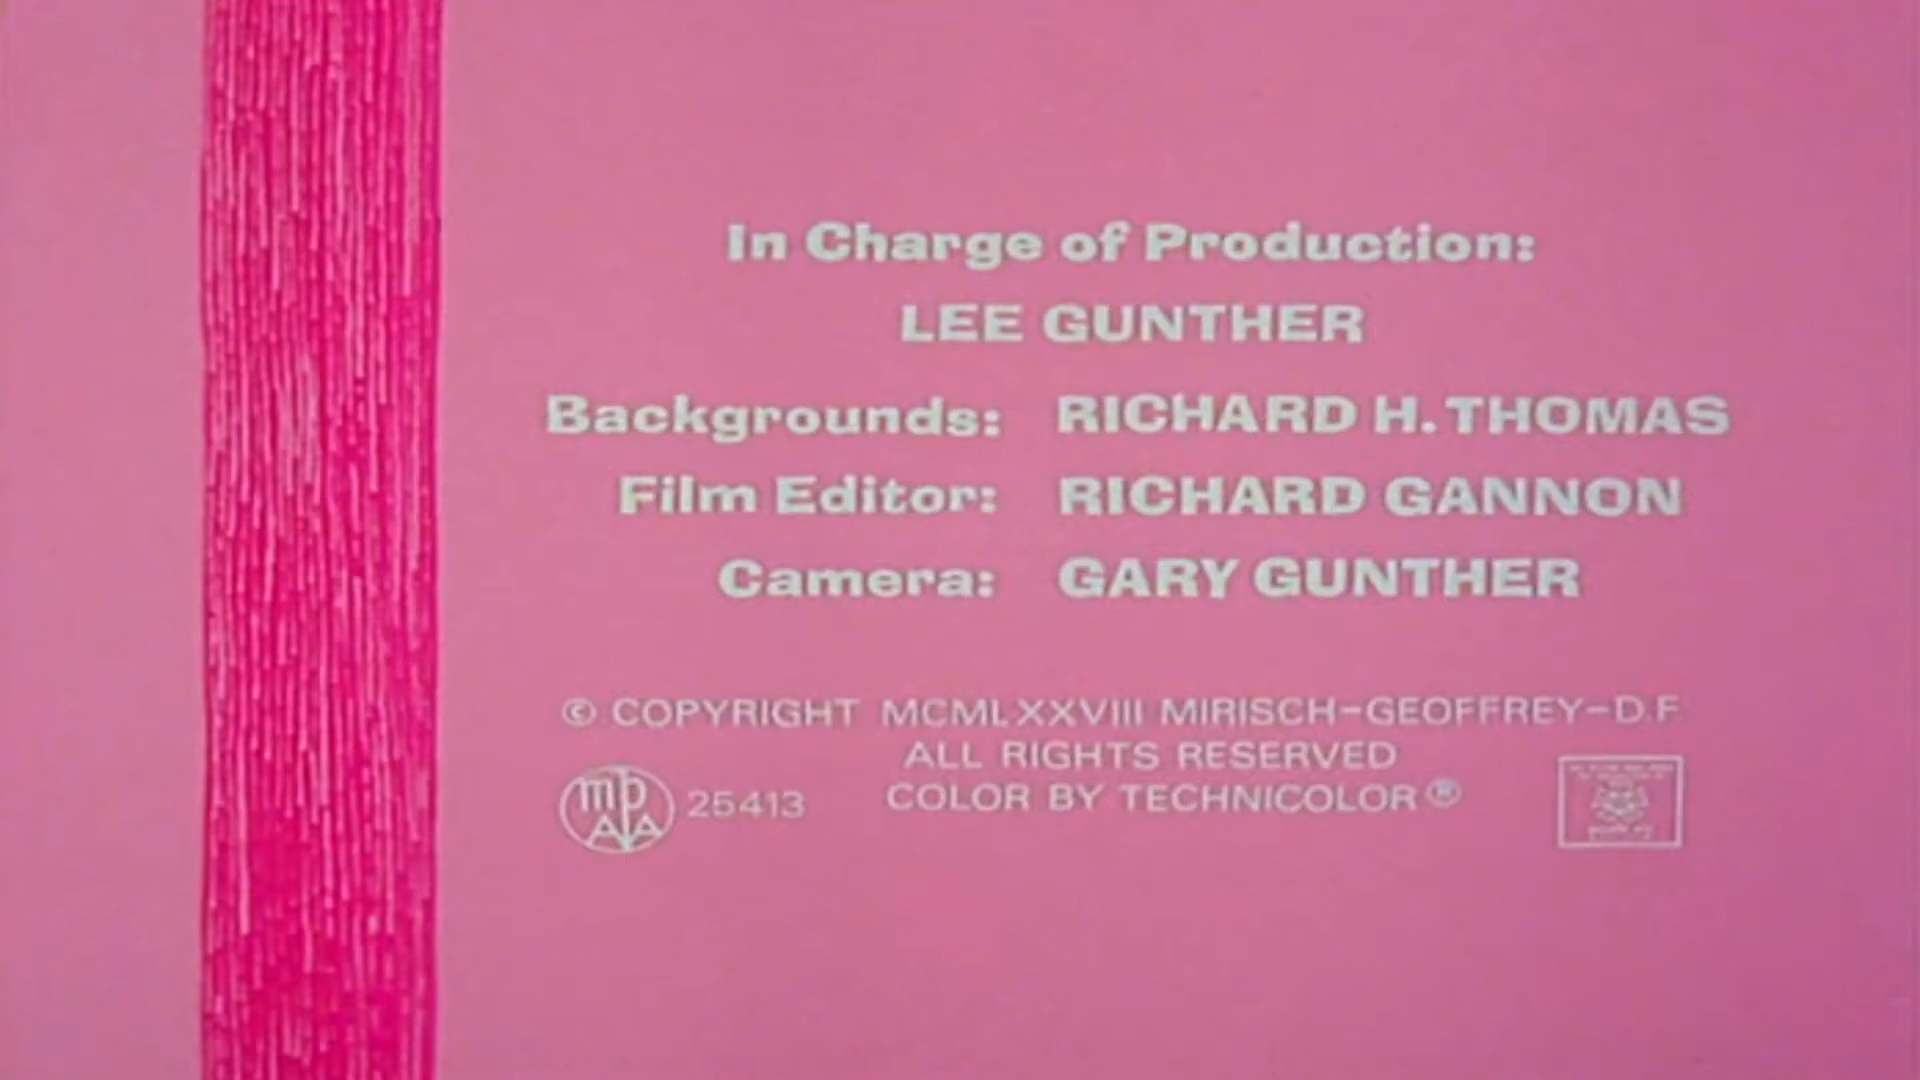 In Charge of Production:
LEE GUNTHER
Backgrounds: RICHARD H. THOMAS
Film Editor: RICHARD GANNON
Camera: GARY GUNTHER
© COPYRIGHT MCMLXXVIII MIRISCH-GEOFFREY-D.F
ALL RIGHTS RESERVED
MPAA 25413 COLOR BY TECHNICOLOR®